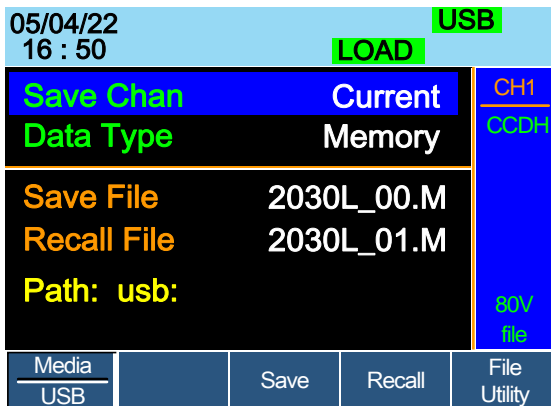 05/04/22 USB
16 : 50 LOAD
Save Chan Current CH1
Data Type Memory CCDH
Save File 2030L_00.M
Recall File 2030L_01.M
Path: usb:
80V
file
Media
USB
Save
Recall
File
Utility